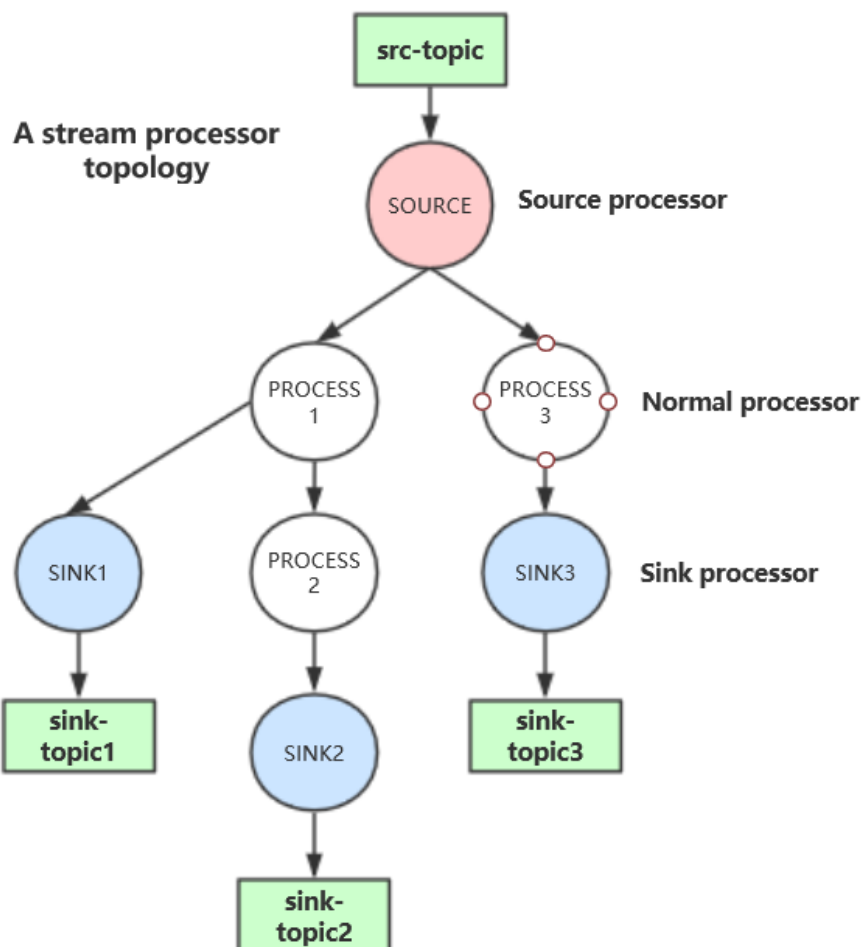 src-topic
A stream processor
topology
SOURCE
Source processor
PROCESS
1
PROCESS
3
Normal processor
SINK1
PROCESS
2
SINK3
Sink processor
sink-
topic1
SINK2
sink-
topic3
sink-
topic2